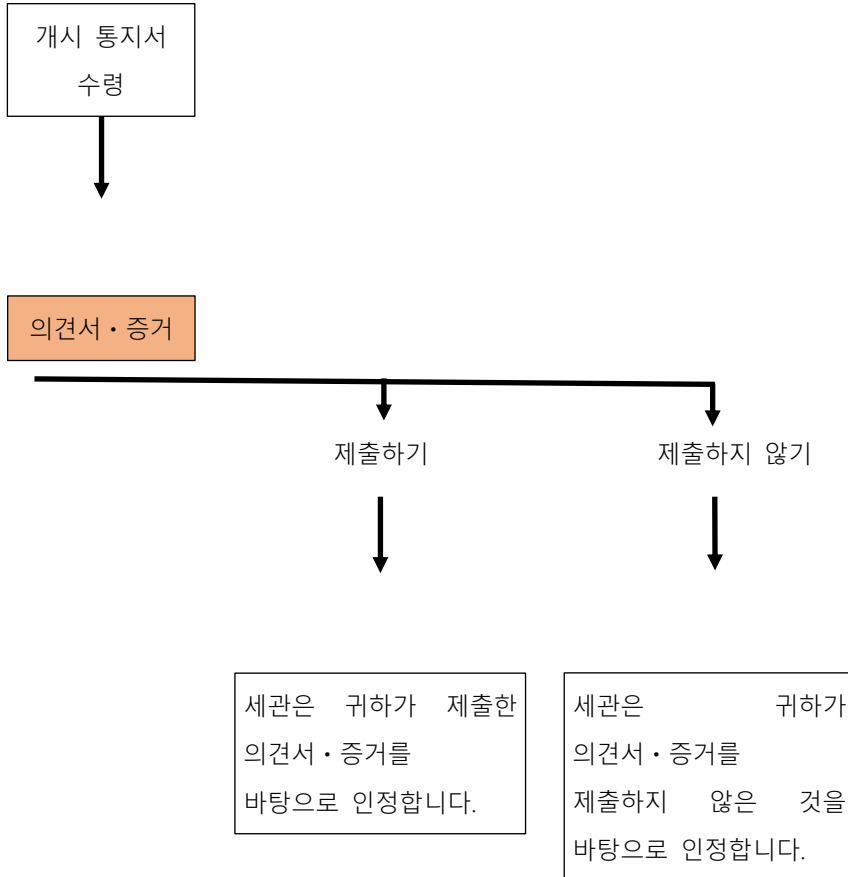 개시 통지서
수령
의견서・증거
제출하기
제출하지 않기
세관은 귀하가 제출한
의견서・증거를
바탕으로 인정합니다.
세관은 귀하가
의견서・증거를
제출하지 않은 것을
바탕으로 인정합니다.